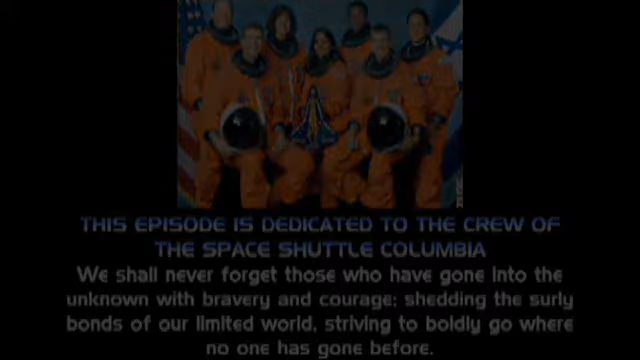 THIS EPISODE IS DEDICATED TO THE CREW OF
THE SPACE SHUTTLE COLUMBIA
We shall never forget those who have gone into the
unknown with bravery and courage; shedding the surly
bonds of our limited world, striving to boldly go where
no one has gone before.